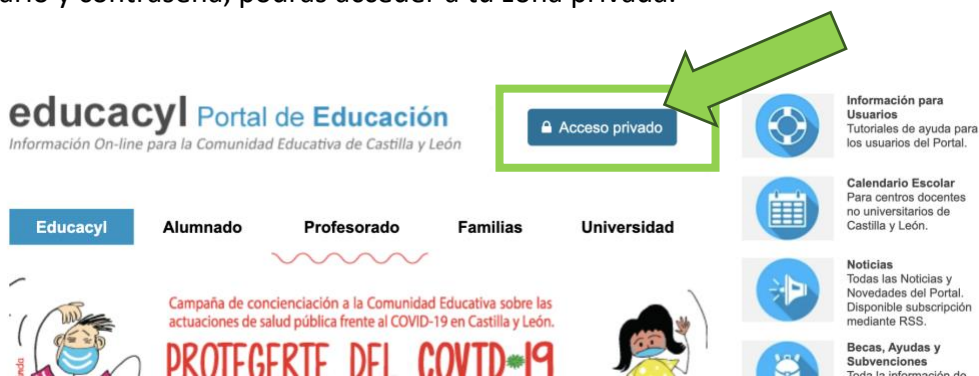 y contraseña, podrás acceder a tu zona privada.
educacyl Portal de Educación
Información On-line para la Comunidad Educativa de Castilla y León
Acceso privado
Educacyl
Alumnado
Profesorado
Familias
Universidad
Campaña de concienciación a la Comunidad Educativa sobre las
actuaciones de salud pública frente al COVID-19 en Castilla y León.
PROTEGERTE DEL COVID-19
Información para
Usuarios
Tutoriales de ayuda para
los usuarios del Portal.
Calendario Escolar
Para centros docentes
no universitarios de
Castilla y León.
Noticias
Todas las Noticias y
Novedades del Portal.
Disponible subscripción
mediante RSS.
Becas, Ayudas y
Subvenciones
Toda la información de